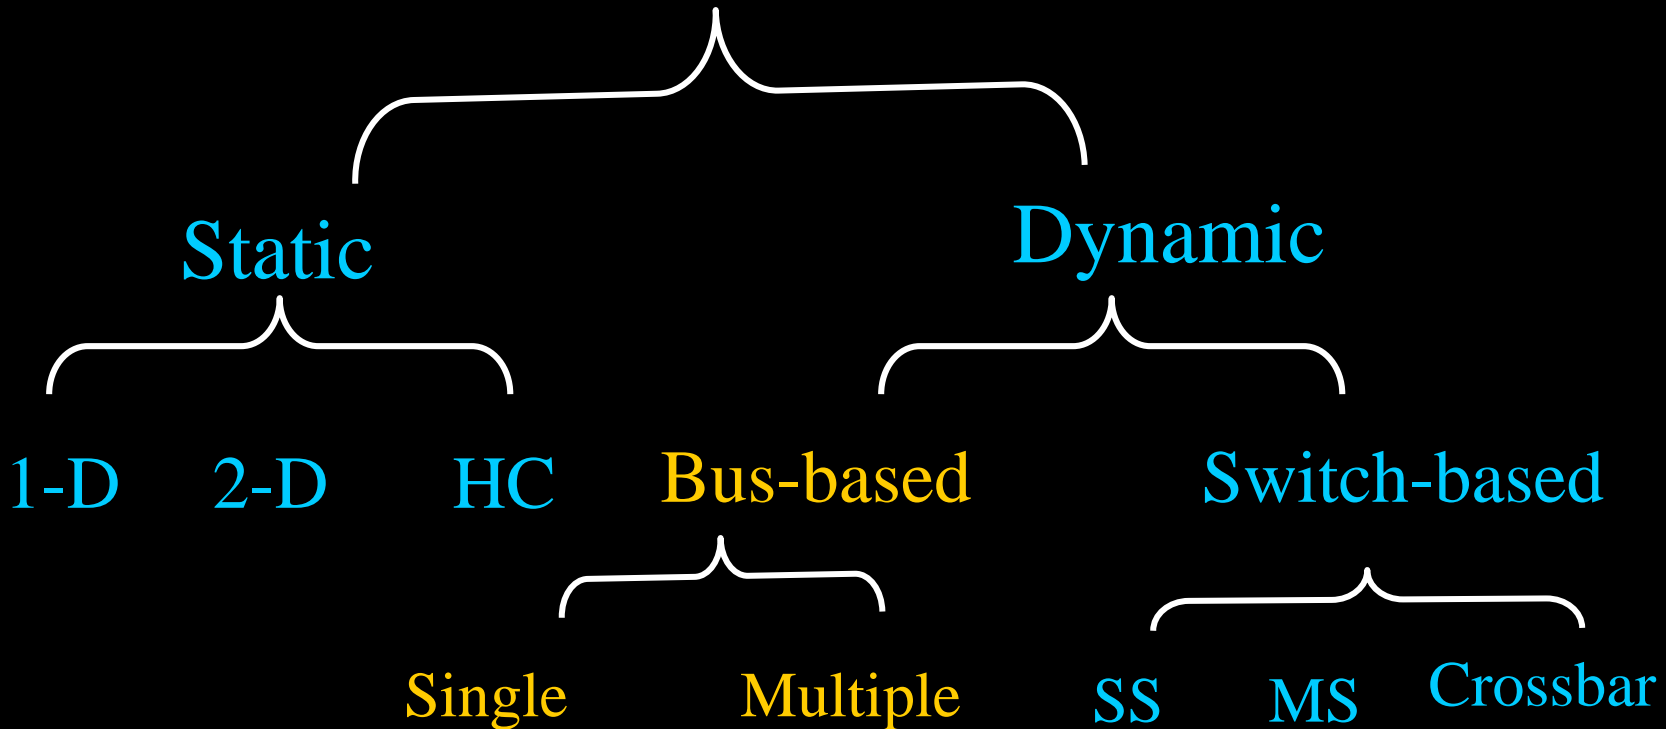 Static Dynamic
1-D 2-D HC Bus-based Switch-based
Single Multiple SS MS Crossbar